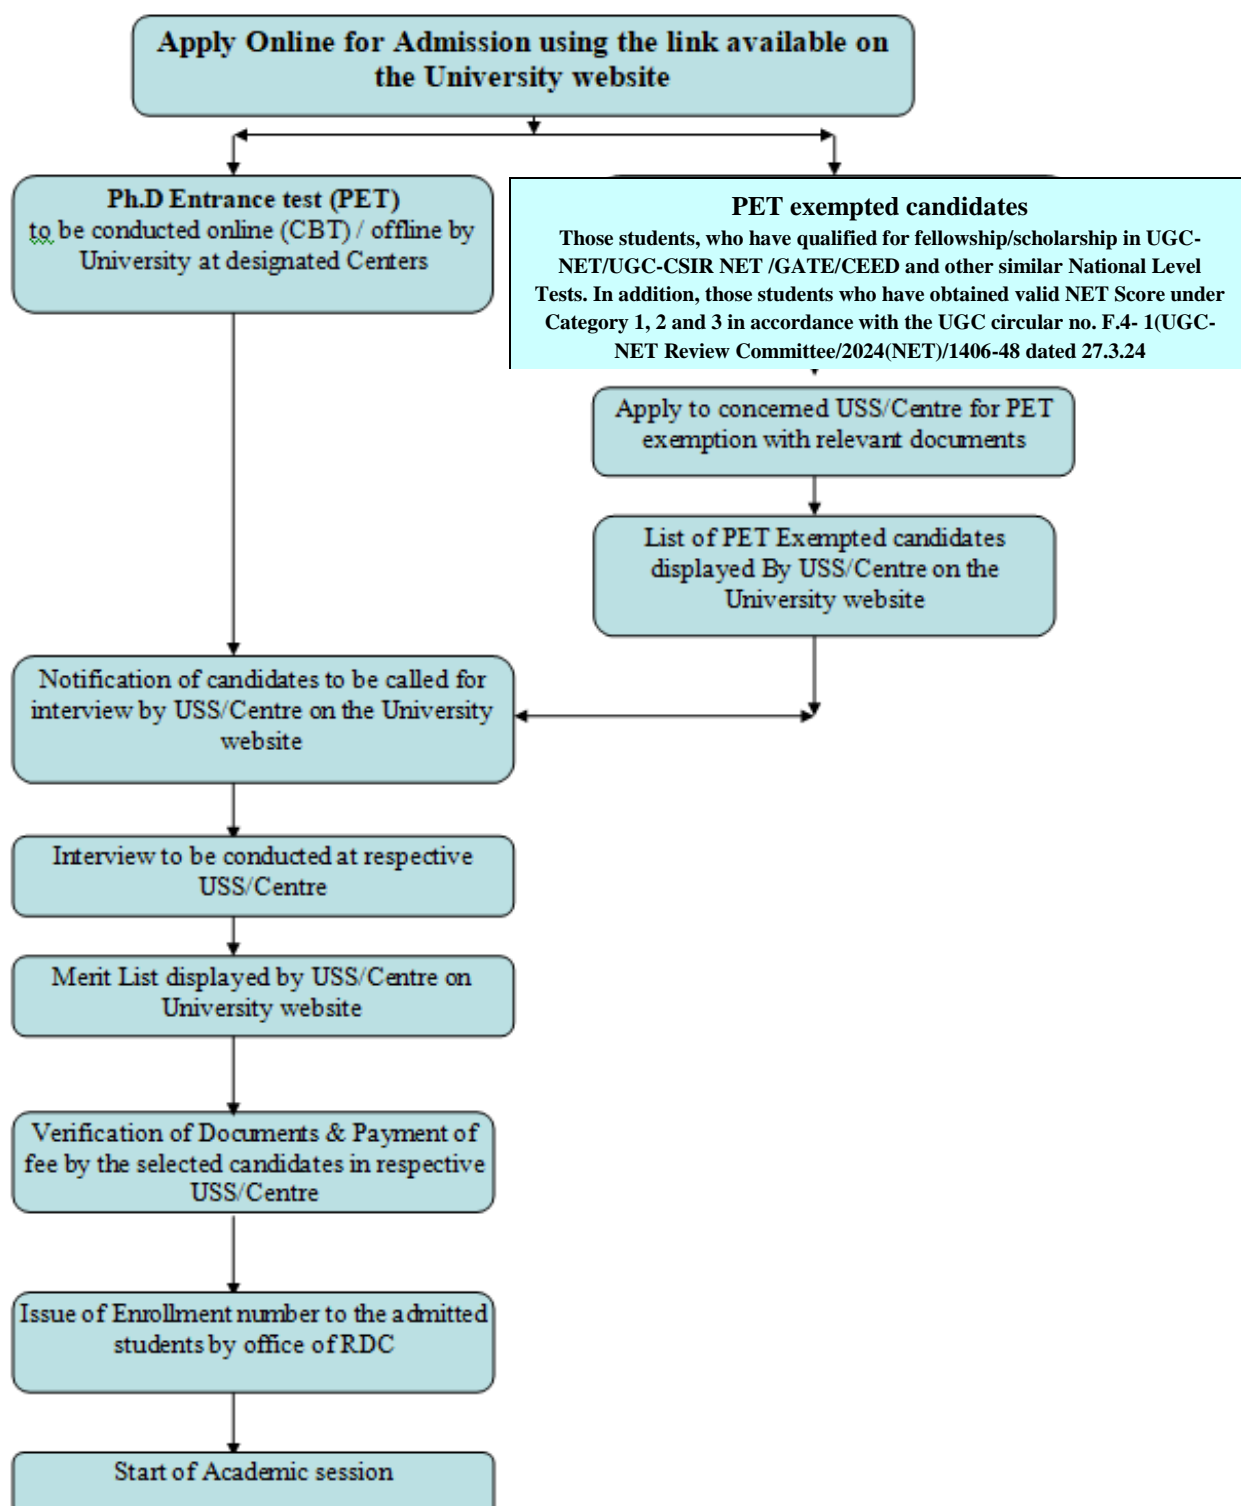 Apply Online for Admission using the link available on
the University website
Ph.D Entrance test (PET)
to be conducted online (CBT) / offline by
University at designated Centers
PET exempted candidates
Those students, who have qualified for fellowship/scholarship in UGC-
NET/UGC-CSIR NET /GATE/CEED and other similar National Level
Tests. In addition, those students who have obtained valid NET Score under
Category 1, 2 and 3 in accordance with the UGC circular no. F.4- 1(UGC-
NET Review Committee/2024(NET)/1406-48 dated 27.3.24
Apply to concerned USS/Centre for PET
exemption with relevant documents
List of PET Exempted candidates
displayed By USS/Centre on the
University website
Notification of candidates to be called for
interview by USS/Centre on the University
website
Interview to be conducted at respective
USS/Centre
Merit List displayed by USS/Centre on
University website
Verification of Documents & Payment of
fee by the selected candidates in respective
USS/Centre
Issue of Enrollment number to the admitted
students by office of RDC
Start of Academic session